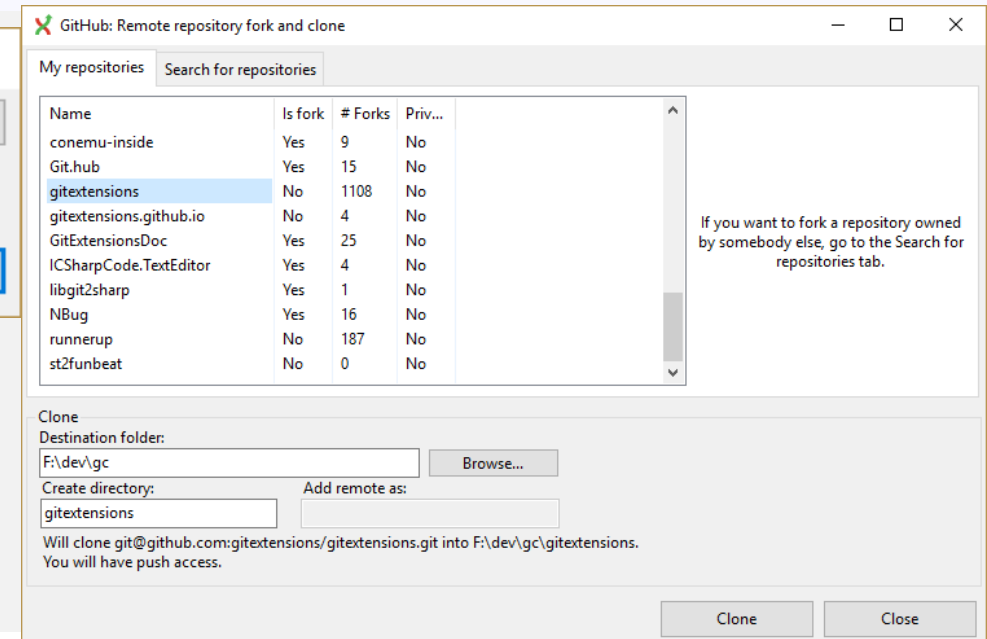 GitHub: Remote repository fork and clone
My repositories Search for repositories
Name Is fork # Forks Priv...
conemu-inside Yes 9 No
Git.hub Yes 15 No
gitextensions No 1108 No
gitextensions.github.io No 4 No
GitExtensionsDoc Yes 25 No
ICSharpCode.TextEditor Yes 4 No
libgit2sharp Yes 1 No
NBug Yes 16 No
runnerup No 187 No
st2funbeat No 0 No
If you want to fork a repository owned
by somebody else, go to the Search for
repositories tab.
Clone
Destination folder:
F:\dev\gc Browse...
Create directory: Add remote as:
gitextensions
Will clone git@github.com:gitextensions/gitextensions.git into F:\dev\gc\gitextensions.
You will have push access.
Clone Close